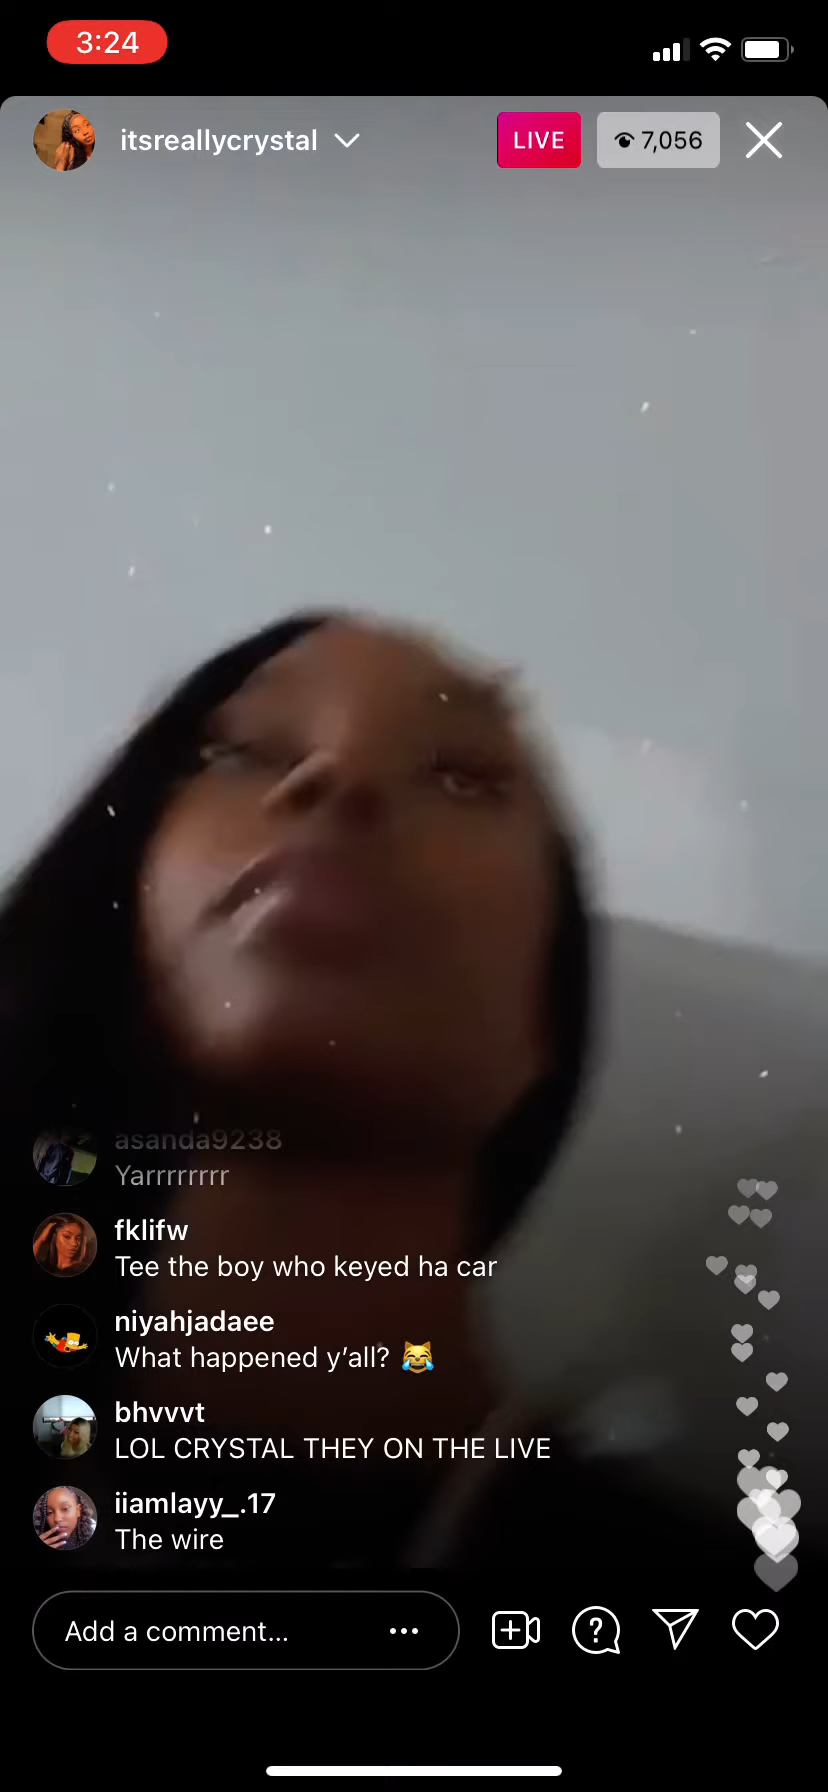 3:24
itsreallycrystal
LIVE
7,056
asanda9238
Yarrrrrrrr
fklifw
Tee the boy who keyed ha car
niyahjadaee
What happened y’all? 😹
bhvvvt
LOL CRYSTAL THEY ON THE LIVE
iiamlayy_.17
The wire
Add a comment...